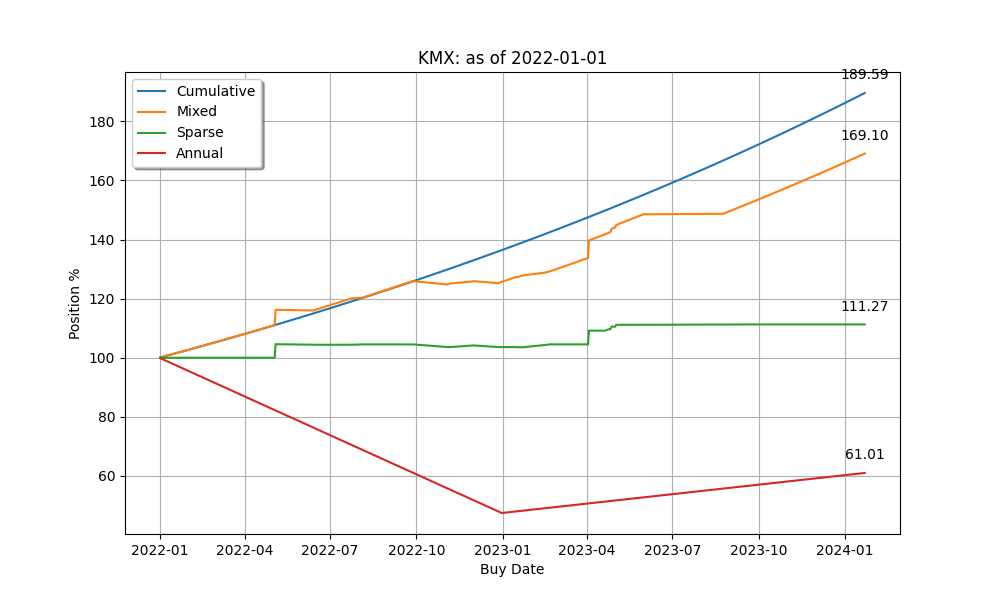 KMX: as of 2022-01-01
189.59
Cumulative
Mixed
Sparse
Annual
169.10
111.27
61.01
180
160
140
120
100
80
60
Position %
2022-01 2022-04 2022-07 2022-10 2023-01 2023-04 2023-07 2023-10 2024-01
Buy Date